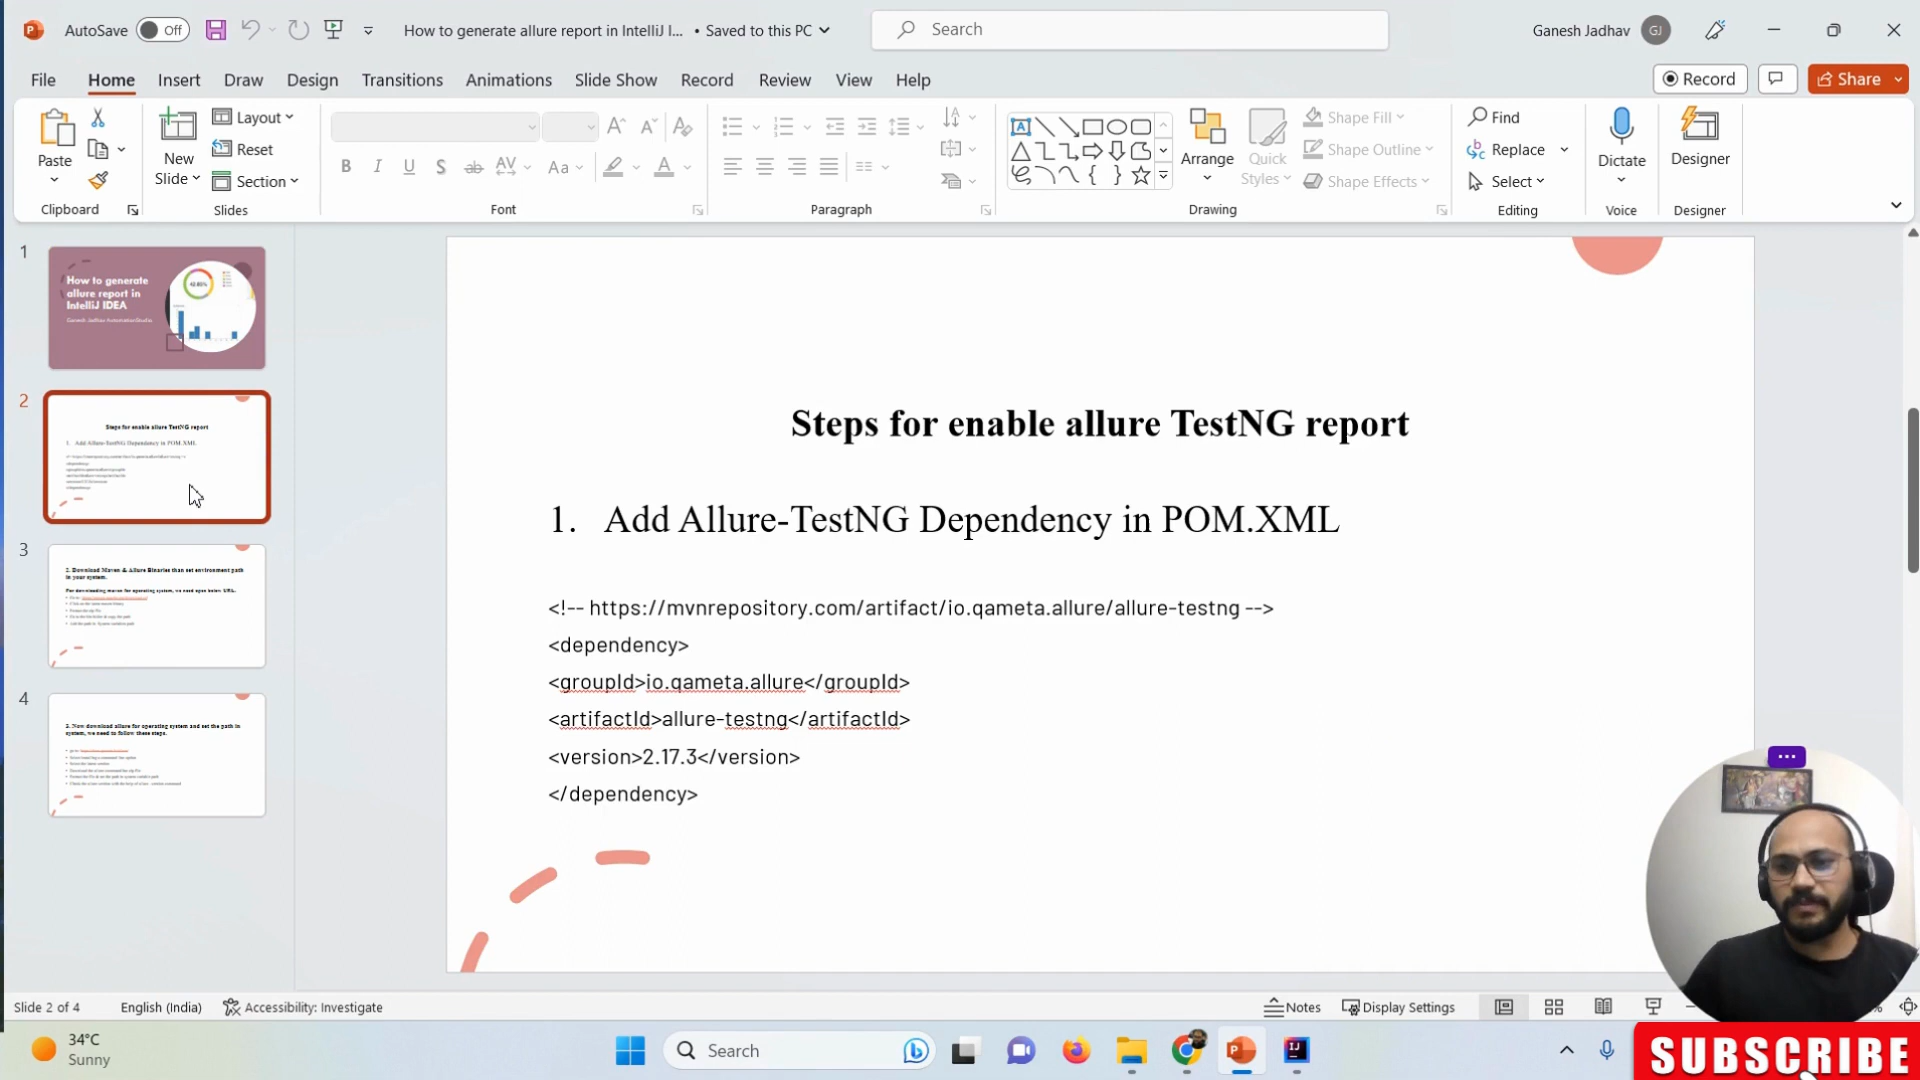 AutoSave Off How to generate allure report in IntelliJ I... • Saved to this PC Search Ganesh Jadhav GJ
File Home Insert Draw Design Transitions Animations Slide Show Record Review View Help Record Share
Paste
New
Slide
Layout
Reset
Section
B I U S ab AV Aa A
Arrange
Quick
Styles
Shape Fill
Shape Outline
Shape Effects
Find
Replace
Select
Dictate
Designer
Clipboard Slides Font Paragraph Drawing Editing Voice Designer
1
How to generate
allure report in
IntelliJ IDEA
2
Steps for enable allure TestNG report
1. Add Allure-TestNG Dependency in POM.XML
3
2. Download Maven & Allure Binaries than set environment path
in your system.
For downloading maven for operating system, we need open below URL.
4
3. Now download allure for operating system and set the path in
system, we need to follow these steps.
Steps for enable allure TestNG report
1. Add Allure-TestNG Dependency in POM.XML
<!-- https://mvnrepository.com/artifact/io.qameta.allure/allure-testng -->
<dependency>
<groupId>io.qameta.allure</groupId>
<artifactId>allure-testng</artifactId>
<version>2.17.3</version>
</dependency>
Slide 2 of 4 English (India) Accessibility: Investigate Notes Display Settings
34°C
Sunny
Search
SUBSCRIBE